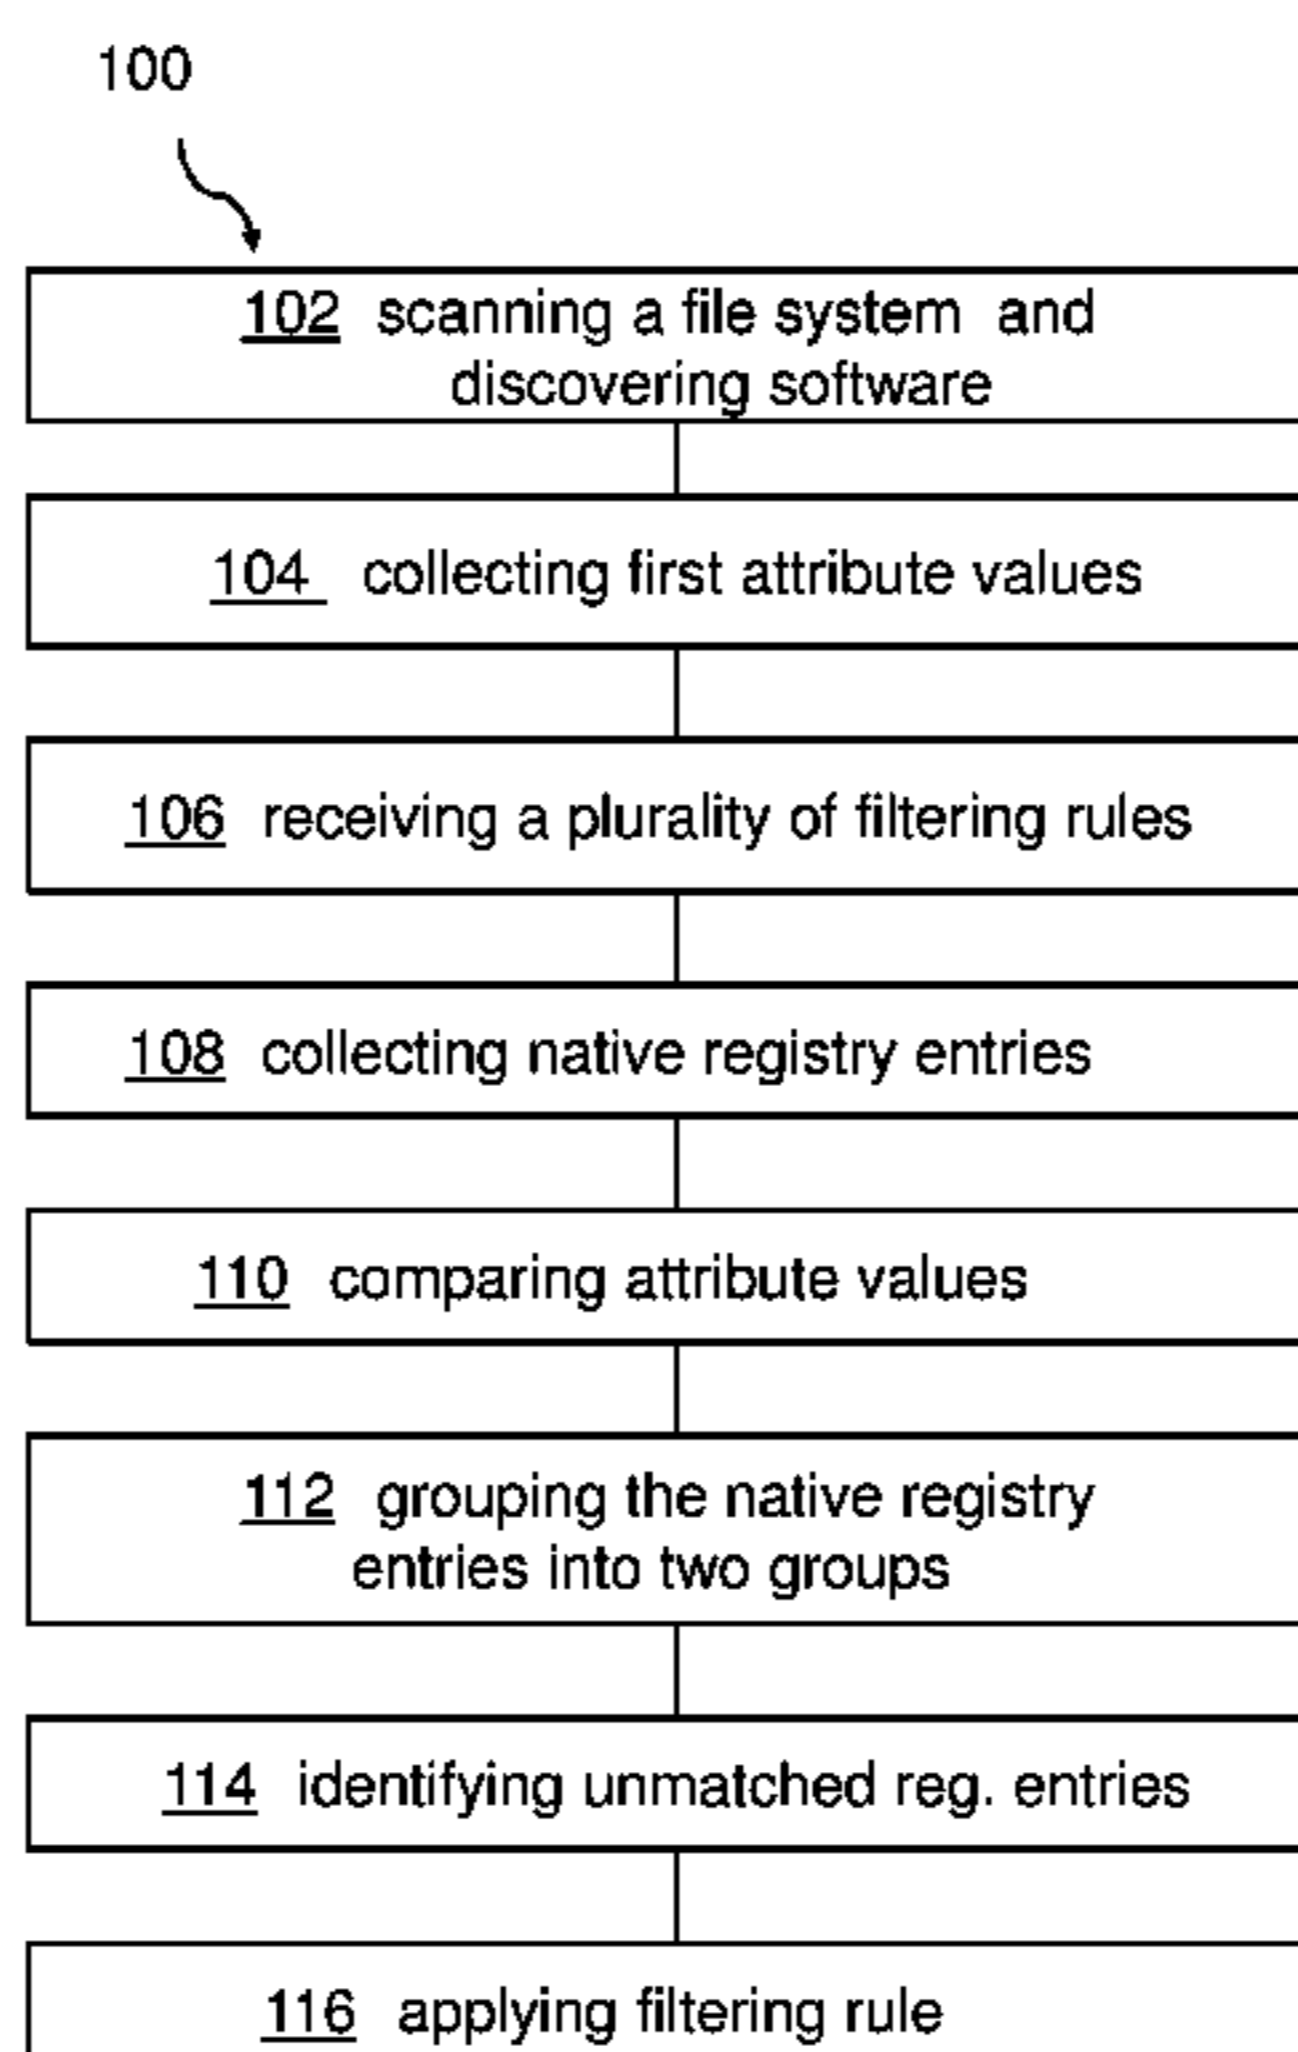 100
102 scanning a file system and
discovering software
104 collecting first attribute values
106 receiving a plurality of filtering rules
108 collecting native registry entries
110 comparing attribute values
112 grouping the native registry
entries into two groups
114 identifying unmatched reg. entries
116 applying filtering rule